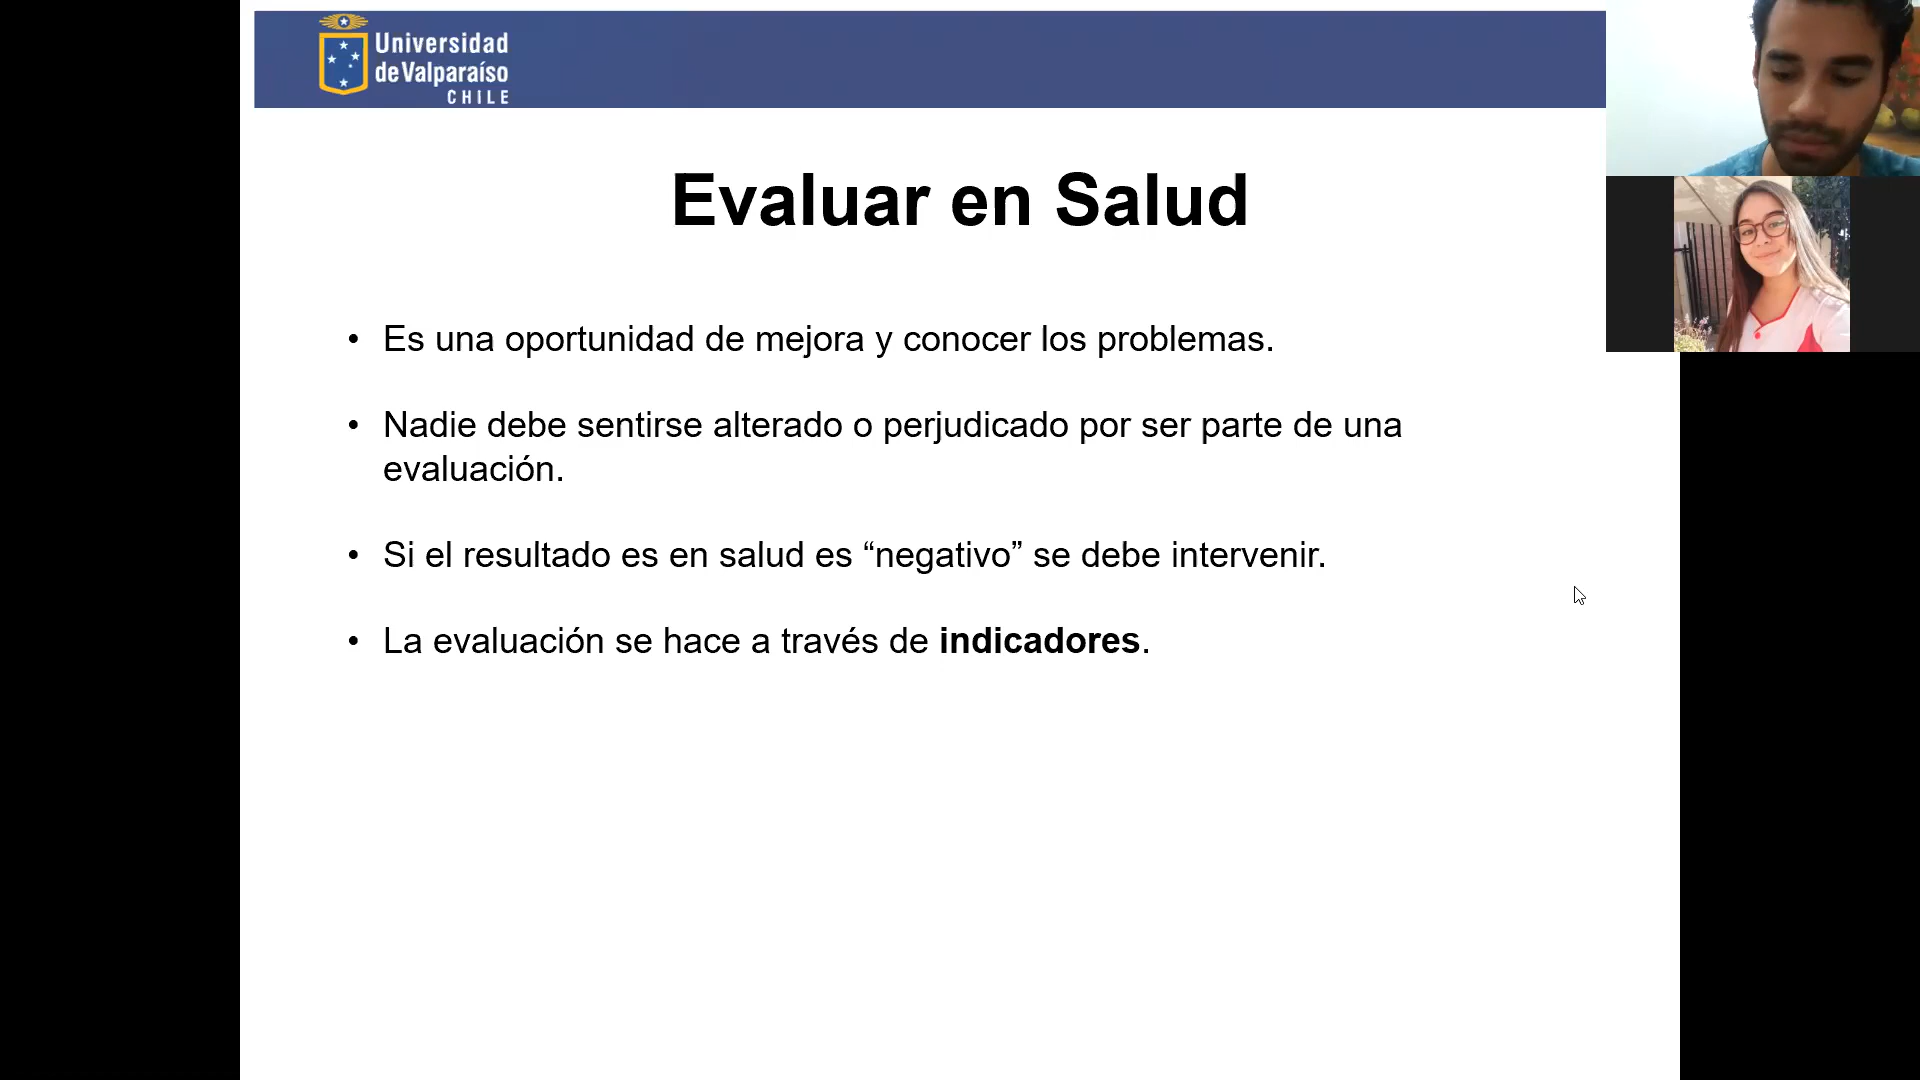 Universidad
de Valparaíso
CHILE
Evaluar en Salud
• Es una oportunidad de mejora y conocer los problemas.
• Nadie debe sentirse alterado o perjudicado por ser parte de una
evaluación.
• Si el resultado es en salud es “negativo” se debe intervenir.
• La evaluación se hace a través de indicadores.